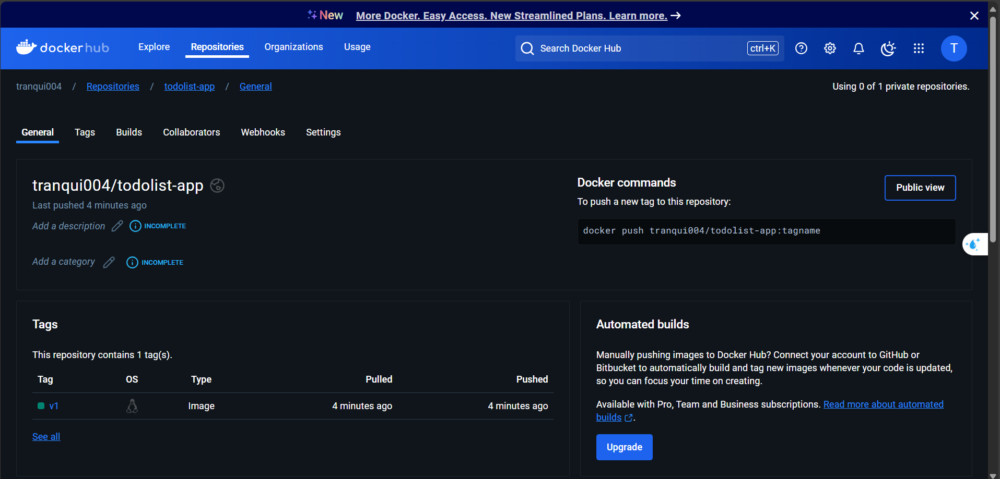 New More Docker. Easy Access. New Streamlined Plans. Learn more.
docker hub Explore Repositories Organizations Usage Search Docker Hub ctrl+K T
tranqui004 / Repositories / todolist-app / General Using 0 of 1 private repositories.
General Tags Builds Collaborators Webhooks Settings
tranqui004/todolist-app
Last pushed 4 minutes ago
Add a description INCOMPLETE
Add a category INCOMPLETE
Docker commands
Public view
To push a new tag to this repository:
docker push tranqui004/todolist-app:tagname
Tags
This repository contains 1 tag(s).
Tag OS Type Pulled Pushed
v1 Image 4 minutes ago 4 minutes ago
See all
Automated builds
Manually pushing images to Docker Hub? Connect your account to GitHub or
Bitbucket to automatically build and tag new images whenever your code is updated,
so you can focus your time on creating.
Available with Pro, Team and Business subscriptions. Read more about automated
builds.
Upgrade